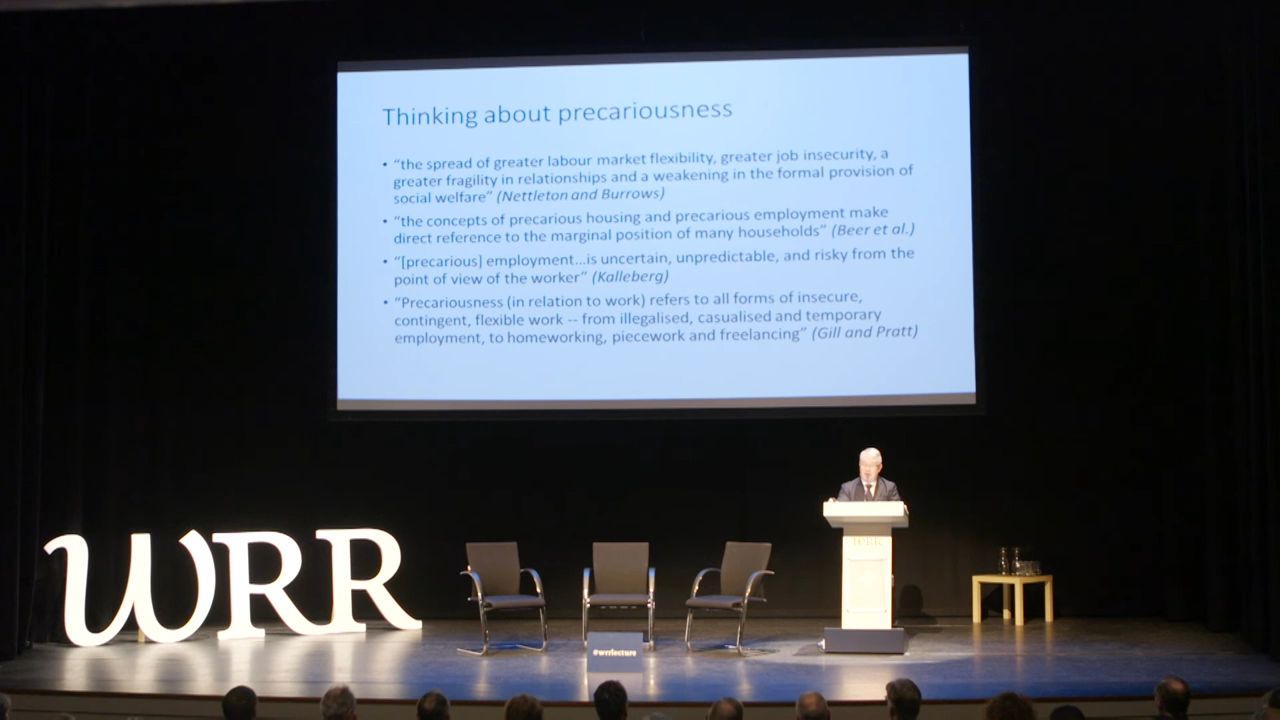 Thinking about precariousness
• “the spread of greater labour market flexibility, greater job insecurity, a
greater fragility in relationships and a weakening in the formal provision of
social welfare” (Nettleton and Burrows)
• “the concepts of precarious housing and precarious employment make
direct reference to the marginal position of many households” (Beer et al.)
• “[precarious] employment...is uncertain, unpredictable, and risky from the
point of view of the worker” (Kalleberg)
• “Precariousness (in relation to work) refers to all forms of insecure,
contingent, flexible work -- from illegalised, casualised and temporary
employment, to homeworking, piecework and freelancing” (Gill and Pratt)
WRR
WRR
#wrrlecture